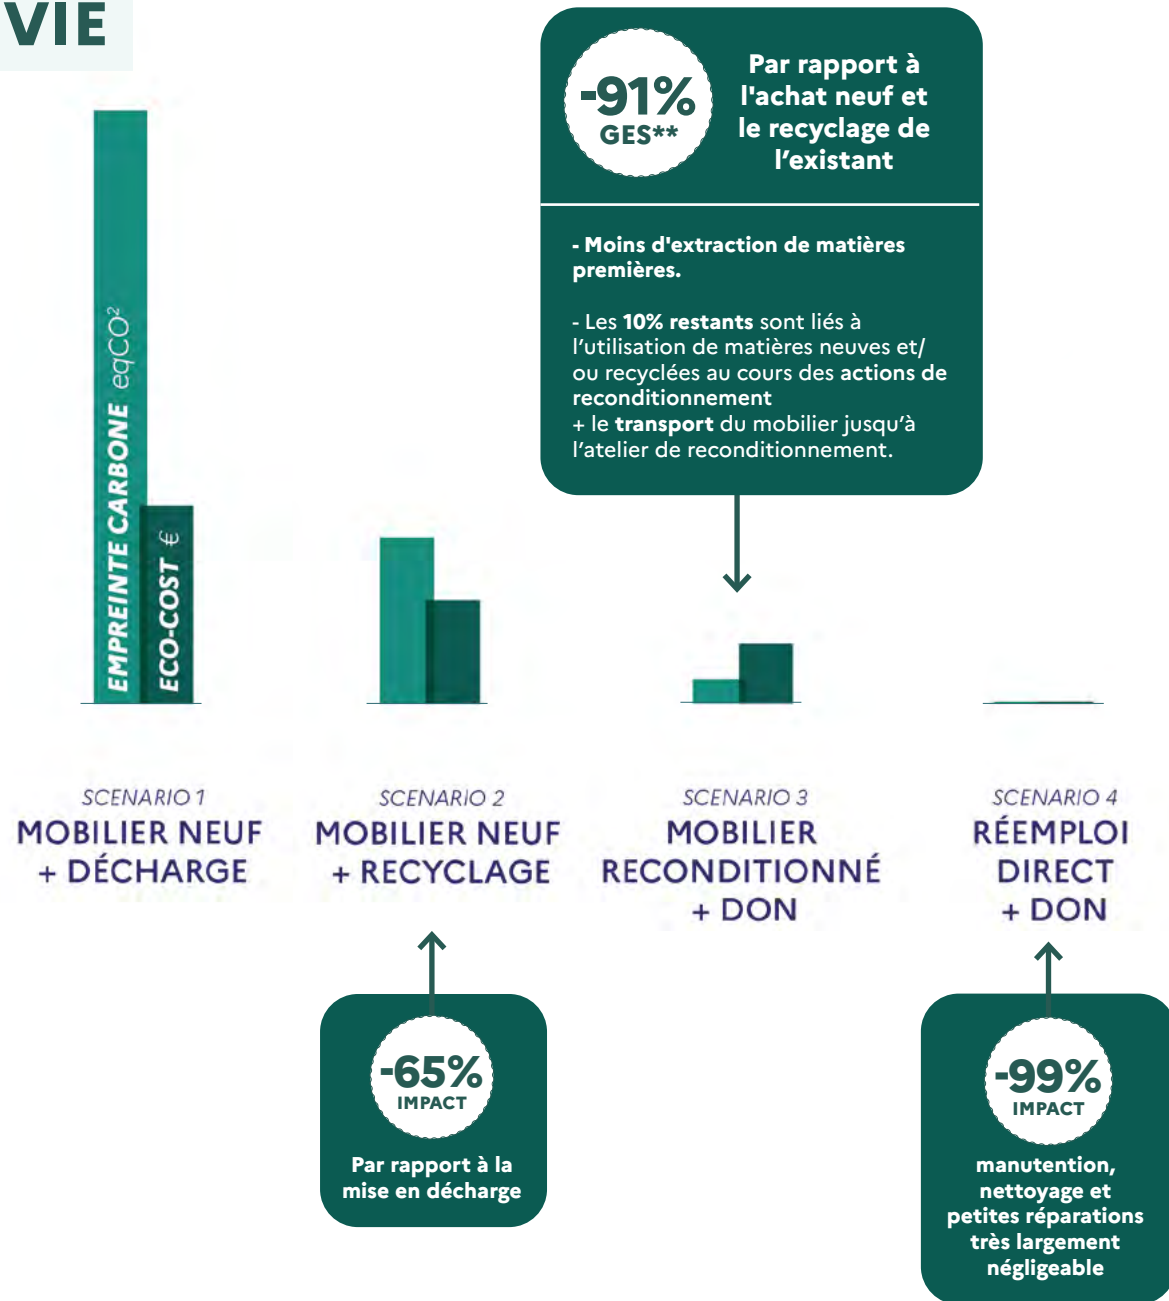 VIE
-91%
GES**
Par rapport à
l'achat neuf et
le recyclage de
l’existant
- Moins d'extraction de matières
premières.
- Les 10% restants sont liés à
l’utilisation de matières neuves et/
ou recyclées au cours des actions de
reconditionnement
+ le transport du mobilier jusqu’à
l’atelier de reconditionnement.
EMPREINTE CARBONE eqCO²
ECO-COST €
SCENARIO 1
MOBILIER NEUF
+ DÉCHARGE
SCENARIO 2
MOBILIER NEUF
+ RECYCLAGE
SCENARIO 3
MOBILIER
RECONDITIONNÉ
+ DON
SCENARIO 4
RÉEMPLOI
DIRECT
+ DON
-65%
IMPACT
Par rapport à la
mise en décharge
-99%
IMPACT
manutention,
nettoyage et
petites réparations
très largement
négligeable